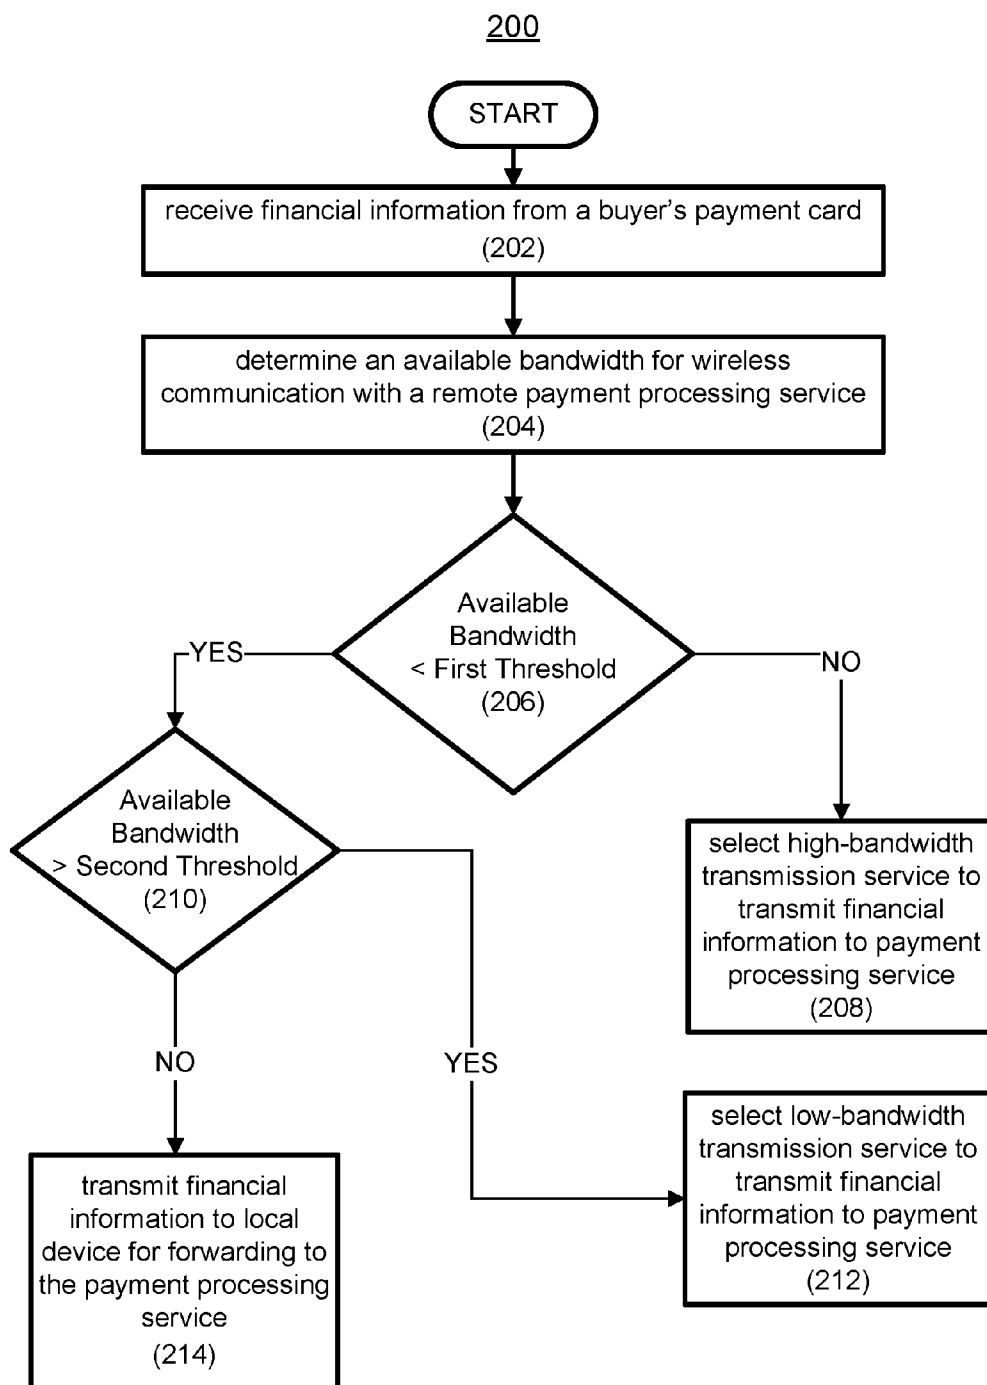 200
START
receive financial information from a buyer's payment card
(202)
determine an available bandwidth for wireless
communication with a remote payment processing service
(204)
Available
Bandwidth
< First Threshold
(206)
YES
NO
Available
Bandwidth
> Second Threshold
(210)
select high-bandwidth
transmission service to
transmit financial
information to payment
processing service
(208)
NO
YES
select low-bandwidth
transmission service to
transmit financial
information to payment
processing service
(212)
transmit financial
information to local
device for forwarding to
the payment processing
service
(214)